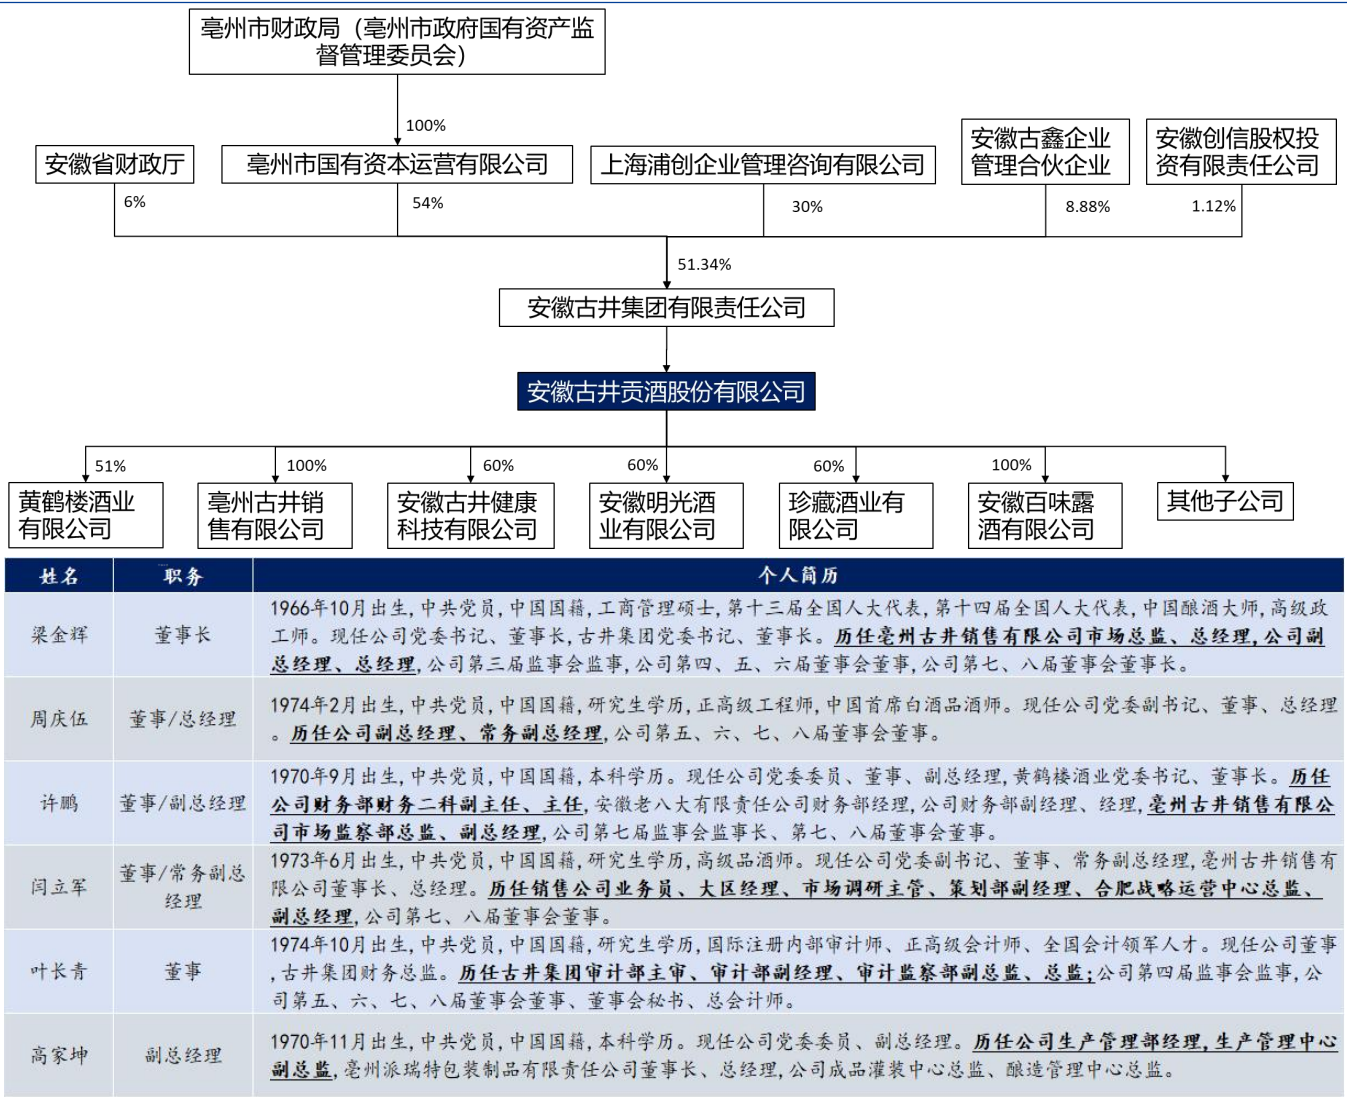 亳州市财政局（亳州市政府国有资产监
督管理委员会）
100%
安徽省财政厅
亳州市国有资本运营有限公司
上海浦创企业管理咨询有限公司
安徽古鑫企业
管理合伙企业
安徽创信股权投
资有限责任公司
6%
54%
30%
8.88%
1.12%
51.34%
安徽古井集团有限责任公司
安徽古井贡酒股份有限公司
51%
100%
60%
60%
60%
100%
黄鹤楼酒业
有限公司
亳州古井销
售有限公司
安徽古井健康
科技有限公司
安徽明光酒
业有限公司
珍藏酒业有
限公司
安徽百味露
酒有限公司
其他子公司
姓名 职务 个人简历
梁金辉
董事长
1966年10月出生,中共党员,中国国籍,工商管理硕士,第十三届全国人大代表,第十四届全国人大代表,中国酿酒大师,高级政
工师。现任公司党委书记、董事长,古井集团党委书记、董事长。历任亳州古井销售有限公司市场总监、总经理,公司副
总经理、总经理,公司第三届监事会监事,公司第四、五、六届董事会董事,公司第七、八届董事会董事长。
周庆伍
董事/总经理
1974年2月出生,中共党员,中国国籍,研究生学历,正高级工程师,中国首席白酒品酒师。现任公司党委副书记、董事、总经理
。历任公司副总经理、常务副总经理,公司第五、六、七、八届董事会董事。
许鹏
董事/副总经理
1970年9月出生,中共党员,中国国籍,本科学历。现任公司党委委员、董事、副总经理,黄鹤楼酒业党委书记、董事长。历任
公司财务部财务二科副主任、主任,安徽老八大有限责任公司财务部经理,公司财务部副经理、经理,亳州古井销售有限公
司市场监察部总监、副总经理,公司第七届监事会监事长、第七、八届董事会董事。
闫立军
董事/常务副总
经理
1973年6月出生,中共党员,中国国籍,研究生学历,高级品酒师。现任公司党委副书记、董事、常务副总经理,亳州古井销售有
限公司董事长、总经理。历任销售公司业务员、大区经理、市场调研主管、策划部副经理、合肥战略运营中心总监、
副总经理,公司第七、八届董事会董事。
叶长青
董事
1974年10月出生,中共党员,中国国籍,研究生学历,国际注册内部审计师、正高级会计师、全国会计领军人才。现任公司董事
,古井集团财务总监。历任古井集团审计部主审、审计部副经理、审计监察部副总监、总监;公司第四届监事会监事,公
司第五、六、七、八届董事会董事、董事会秘书、总会计师。
高家坤
副总经理
1970年11月出生,中共党员,中国国籍,本科学历。现任公司党委委员、副总经理。历任公司生产管理部经理,生产管理中心
副总监,亳州派瑞特包装制品有限责任公司董事长、总经理,公司成品灌装中心总监、酿造管理中心总监。